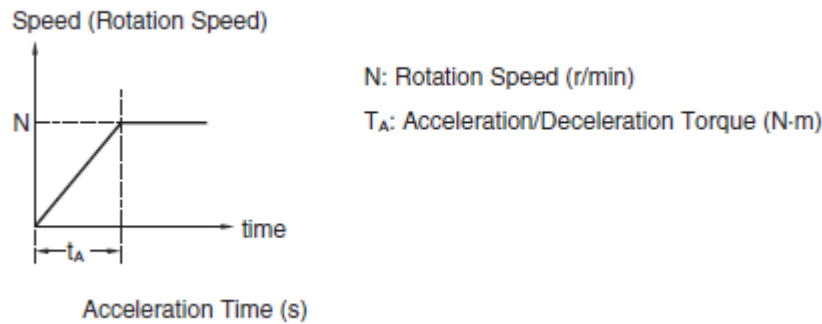 Speed (Rotation Speed)
N: Rotation Speed (r/min)
N
TA: Acceleration/Deceleration Torque (N·m)
time
tA
Acceleration Time (s)